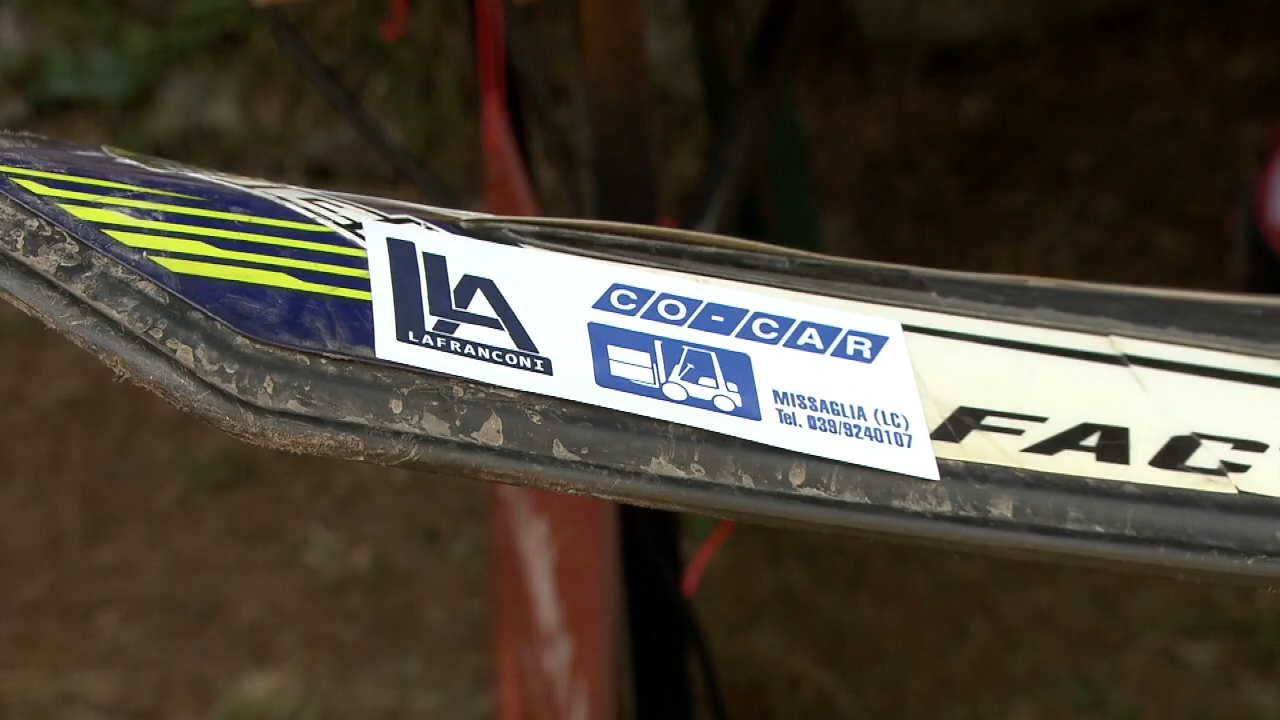 LA
LAFRANCONI
CO-CAR
MISSAGLIA (LC)
Tel. 039/9240107
FAC